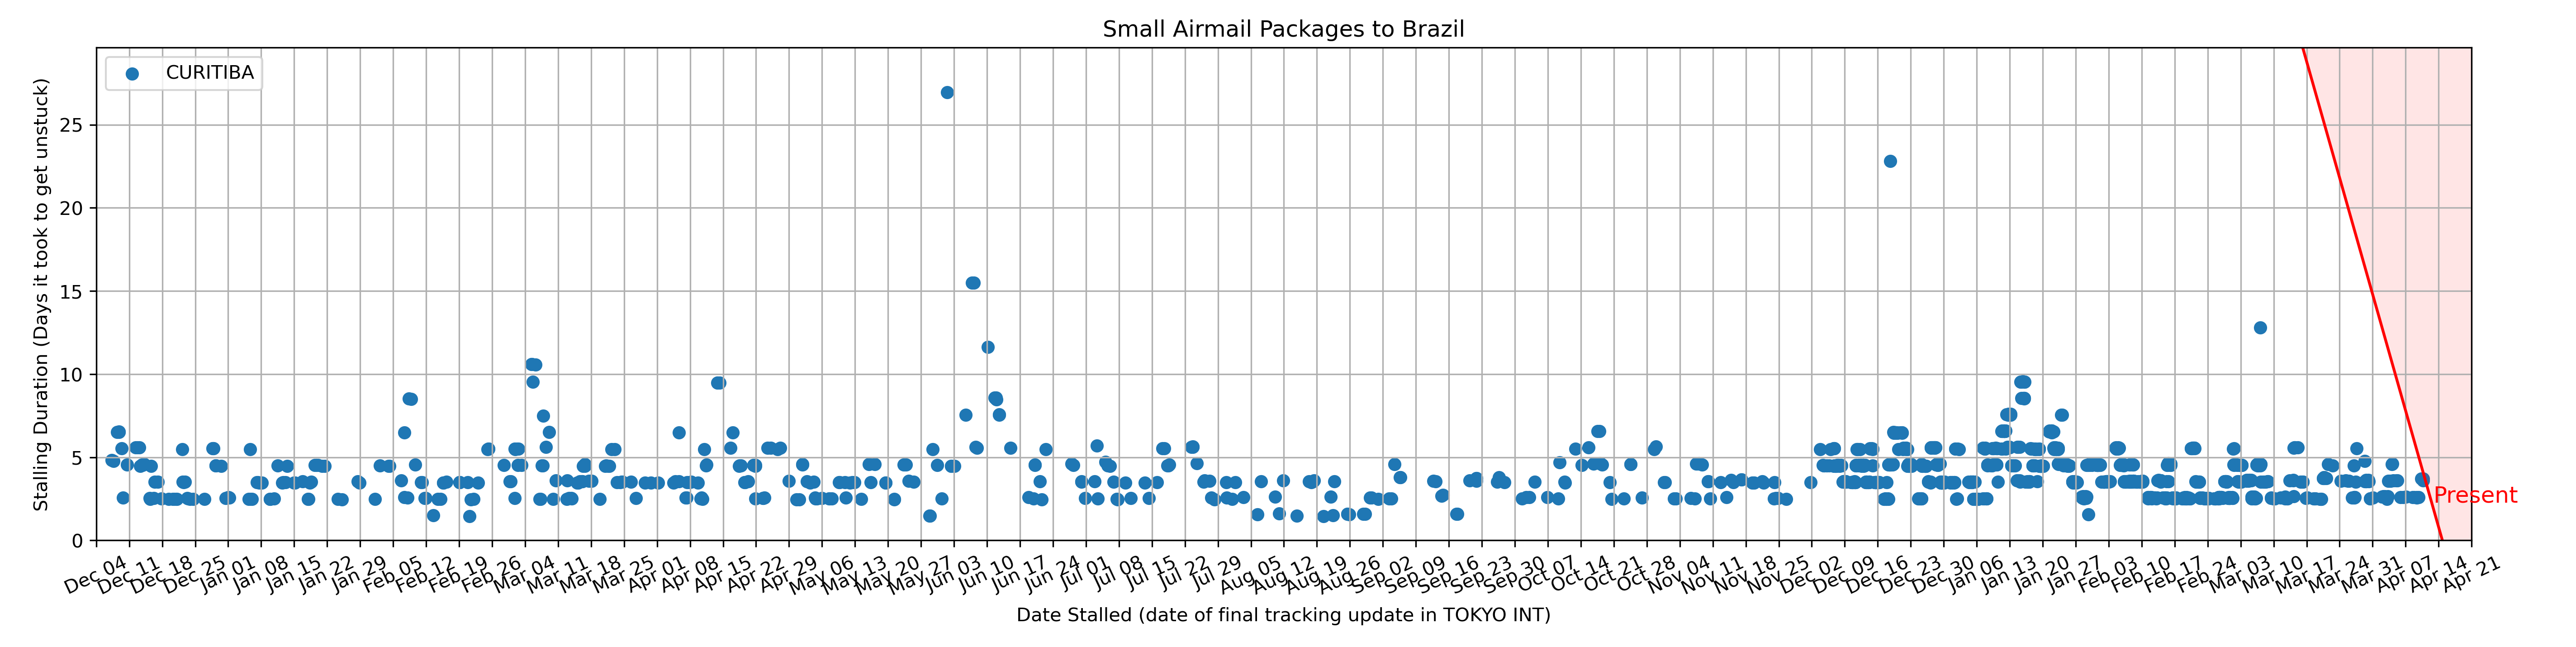 Small Airmail Packages to Brazil
CURITIBA
Stalling Duration (Days it took to get unstuck)
25
20
15
10
5
0
Present
Dec 04 Dec 11 Dec 18 Dec 25 Jan 01 Jan 08 Jan 15 Jan 22 Jan 29 Feb 05 Feb 12 Feb 19 Feb 26 Mar 04 Mar 11 Mar 18 Mar 25 Apr 01 Apr 08 Apr 15 Apr 22 Apr 29 May 06 May 13 May 20 May 27 Jun 03 Jun 10 Jun 17 Jun 24 Jul 01 Jul 08 Jul 15 Jul 22 Jul 29 Aug 05 Aug 12 Aug 19 Aug 26 Sep 02 Sep 09 Sep 16 Sep 23 Sep 30 Oct 07 Oct 14 Oct 21 Oct 28 Nov 04 Nov 11 Nov 18 Nov 25 Dec 02 Dec 09 Dec 16 Dec 23 Dec 30 Jan 06 Jan 13 Jan 20 Jan 27 Feb 03 Feb 10 Feb 17 Feb 24 Mar 03 Mar 10 Mar 17 Mar 24 Mar 31 Apr 07 Apr 14 Apr 21
Date Stalled (date of final tracking update in TOKYO INT)